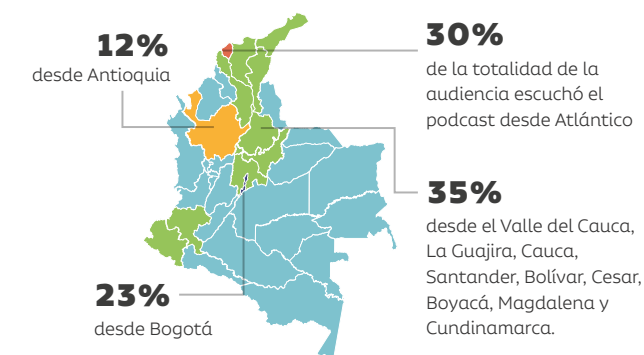 12%
desde Antioquia
30%
de la totalidad de la
audiencia escuchó el
podcast desde Atlántico
35%
desde el Valle del Cauca,
La Guajira, Cauca,
Santander, Bolívar, Cesar,
Boyacá, Magdalena y
Cundinamarca.
23%
desde Bogotá